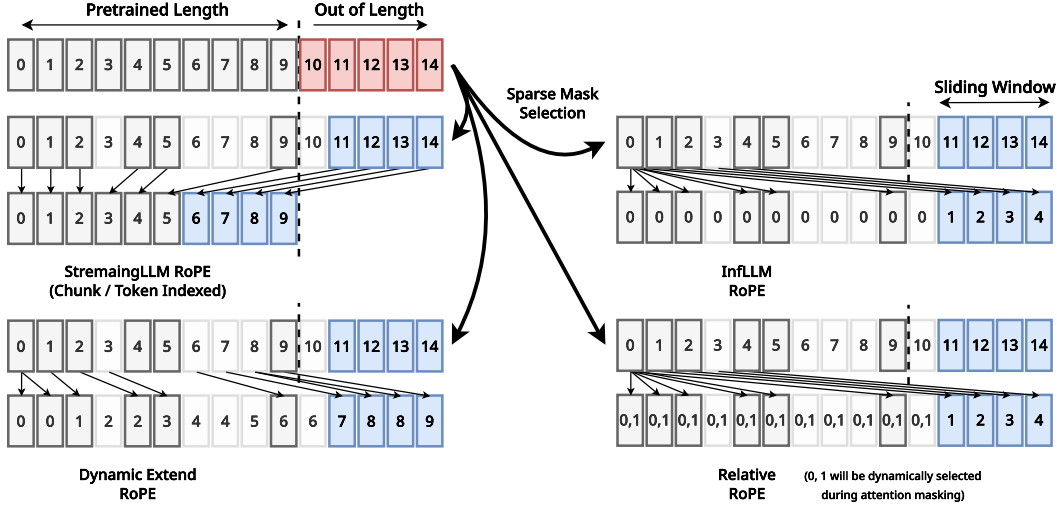 Pretrained Length Out of Length
0 1 2 3 4 5 6 7 8 9 10 11 12 13 14
0 1 2 3 4 5 6 7 8 9 10 11 12 13 14
0 1 2 3 4 5 6 7 8 9
StremaingLLM RoPE
(Chunk / Token Indexed)
0 1 2 3 4 5 6 7 8 9 10 11 12 13 14
0 0 1 2 2 3 4 4 5 6 6 7 8 8 9
Dynamic Extend
RoPE
Sparse Mask
Selection
Sliding Window
0 1 2 3 4 5 6 7 8 9 10 11 12 13 14
0 0 0 0 0 0 0 0 0 0 0 1 2 3 4
InfLLM
RoPE
0 1 2 3 4 5 6 7 8 9 10 11 12 13 14
0,1 0,1 0,1 0,1 0,1 0,1 0,1 0,1 0,1 0,1 0,1 1 2 3 4
Relative
RoPE
(0, 1 will be dynamically selected
during attention masking)